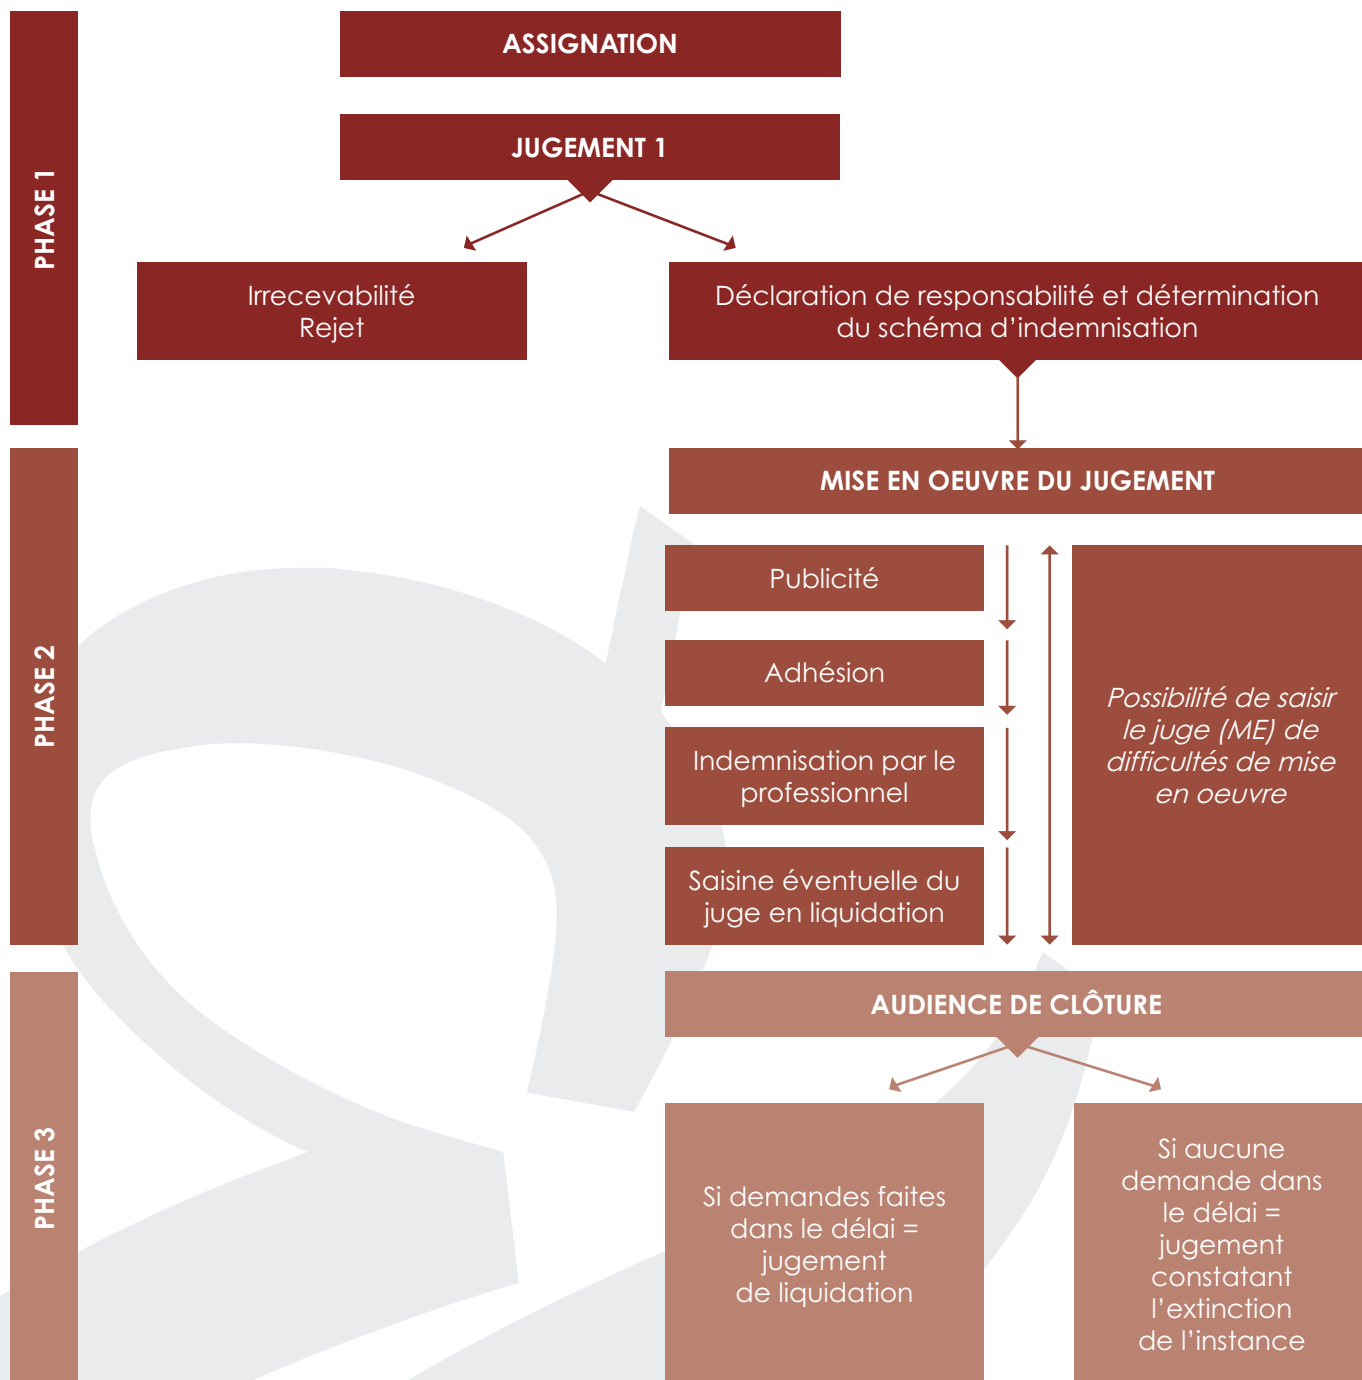 PHASE 1
ASSIGNATION
JUGEMENT 1
Irrecevabilité
Rejet
Déclaration de responsabilité et détermination
du schéma d’indemnisation
PHASE 2
MISE EN OEUVRE DU JUGEMENT
Publicité
Adhésion
Indemnisation par le
professionnel
Saisine éventuelle du
juge en liquidation
Possibilité de saisir
le juge (ME) de
difficultés de mise
en oeuvre
PHASE 3
AUDIENCE DE CLÔTURE
Si demandes faites
dans le délai =
jugement
de liquidation
Si aucune
demande dans
le délai =
jugement
constatant
l’extinction
de l’instance